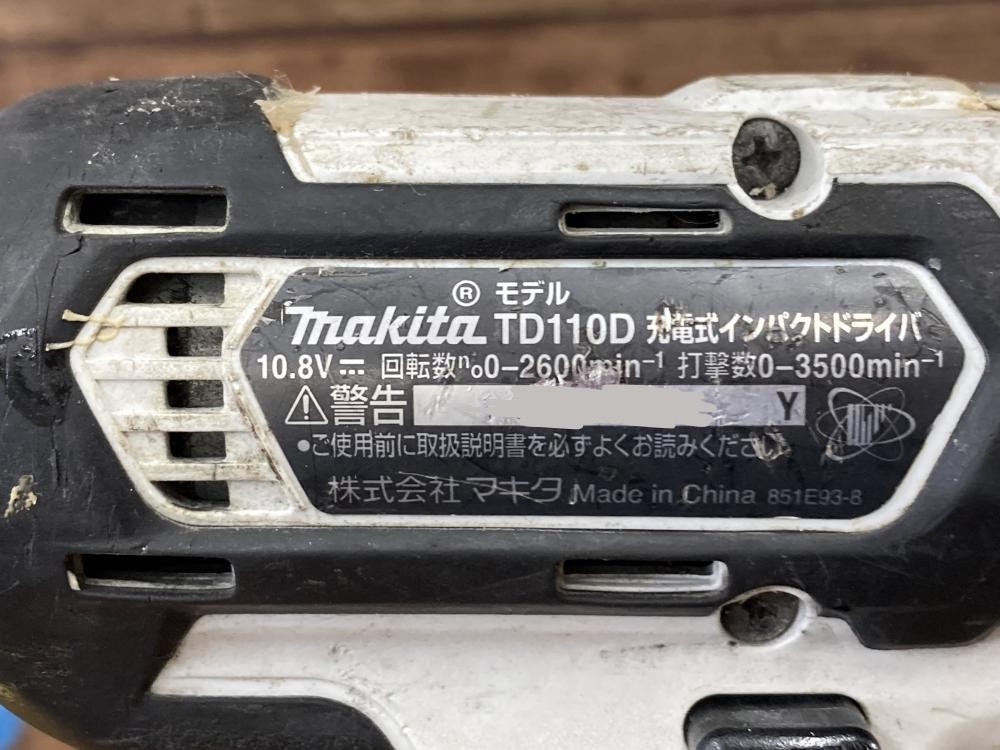 ® モデル
makita TD110D 充電式インパクトドライバ
10.8V⎓ 回転数n₀0-2600min⁻¹ 打撃数0-3500min⁻¹
⚠警告 Y
●ご使用前に取扱説明書を必ずよくお読みください
株式会社マキタ Made in China 851E93-8